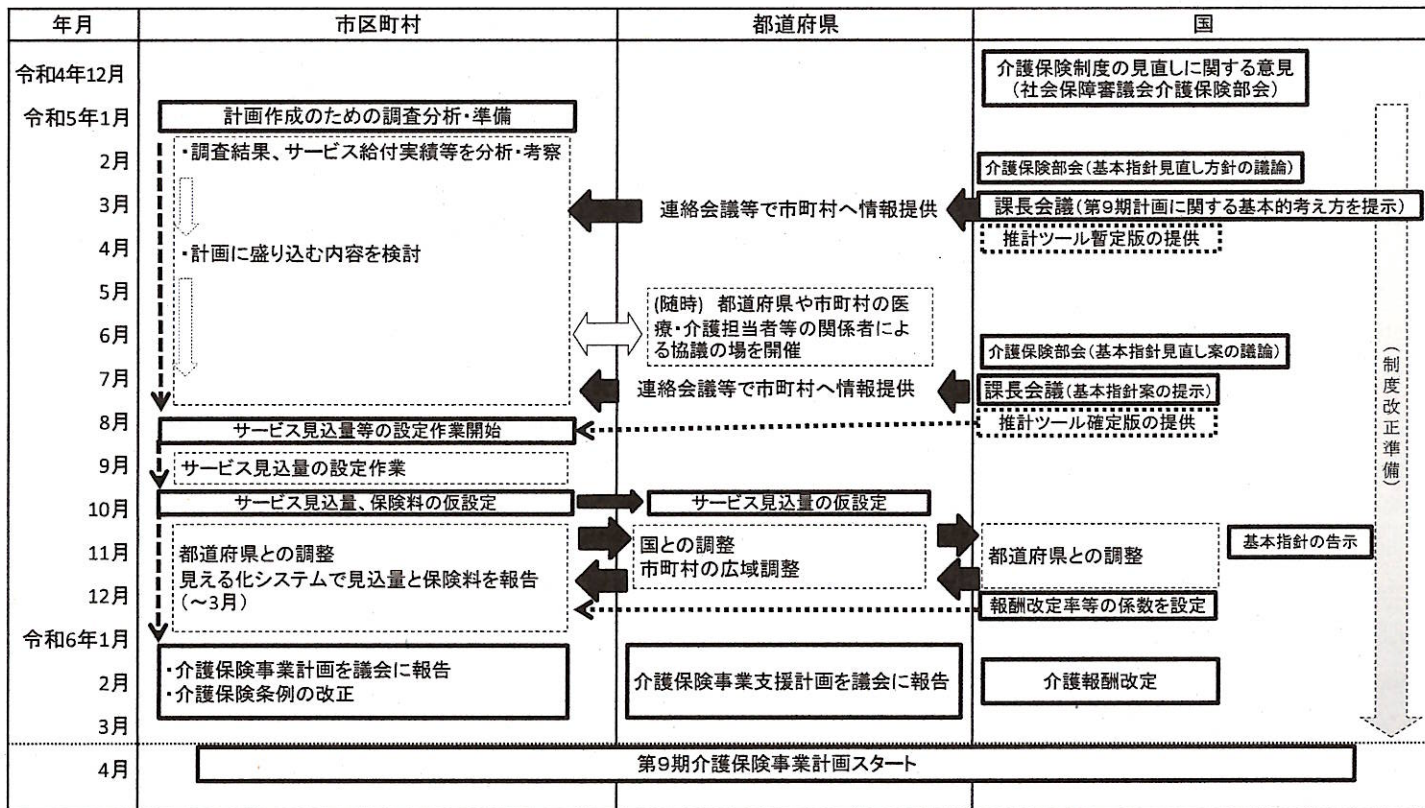 年月
市区町村
都道府県
国
令和4年12月
介護保険制度の見直しに関する意見
(社会保障審議会介護保険部会)
令和5年1月
計画作成のための調査分析・準備
2月
・調査結果、サービス給付実績等を分析・考察
介護保険部会(基本指針見直し方針の議論)
3月
連絡会議等で市町村へ情報提供
課長会議(第9期計画に関する基本的考え方を提示)
4月
・計画に盛り込む内容を検討
推計ツール暫定版の提供
5月
(随時) 都道府県や市町村の医
療・介護担当者等の関係者によ
る協議の場を開催
6月
介護保険部会(基本指針見直し案の議論)
7月
連絡会議等で市町村へ情報提供
課長会議(基本指針案の提示)
8月
サービス見込量等の設定作業開始
推計ツール確定版の提供
9月
サービス見込量の設定作業
10月
サービス見込量、保険料の仮設定
サービス見込量の仮設定
11月
都道府県との調整
見える化システムで見込量と保険料を報告
(~3月)
国との調整
市町村の広域調整
都道府県との調整
基本指針の告示
12月
報酬改定率等の係数を設定
令和6年1月
・介護保険事業計画を議会に報告
・介護保険条例の改正
2月
介護保険事業支援計画を議会に報告
介護報酬改定
3月
(制度改正準備)
4月
第9期介護保険事業計画スタート